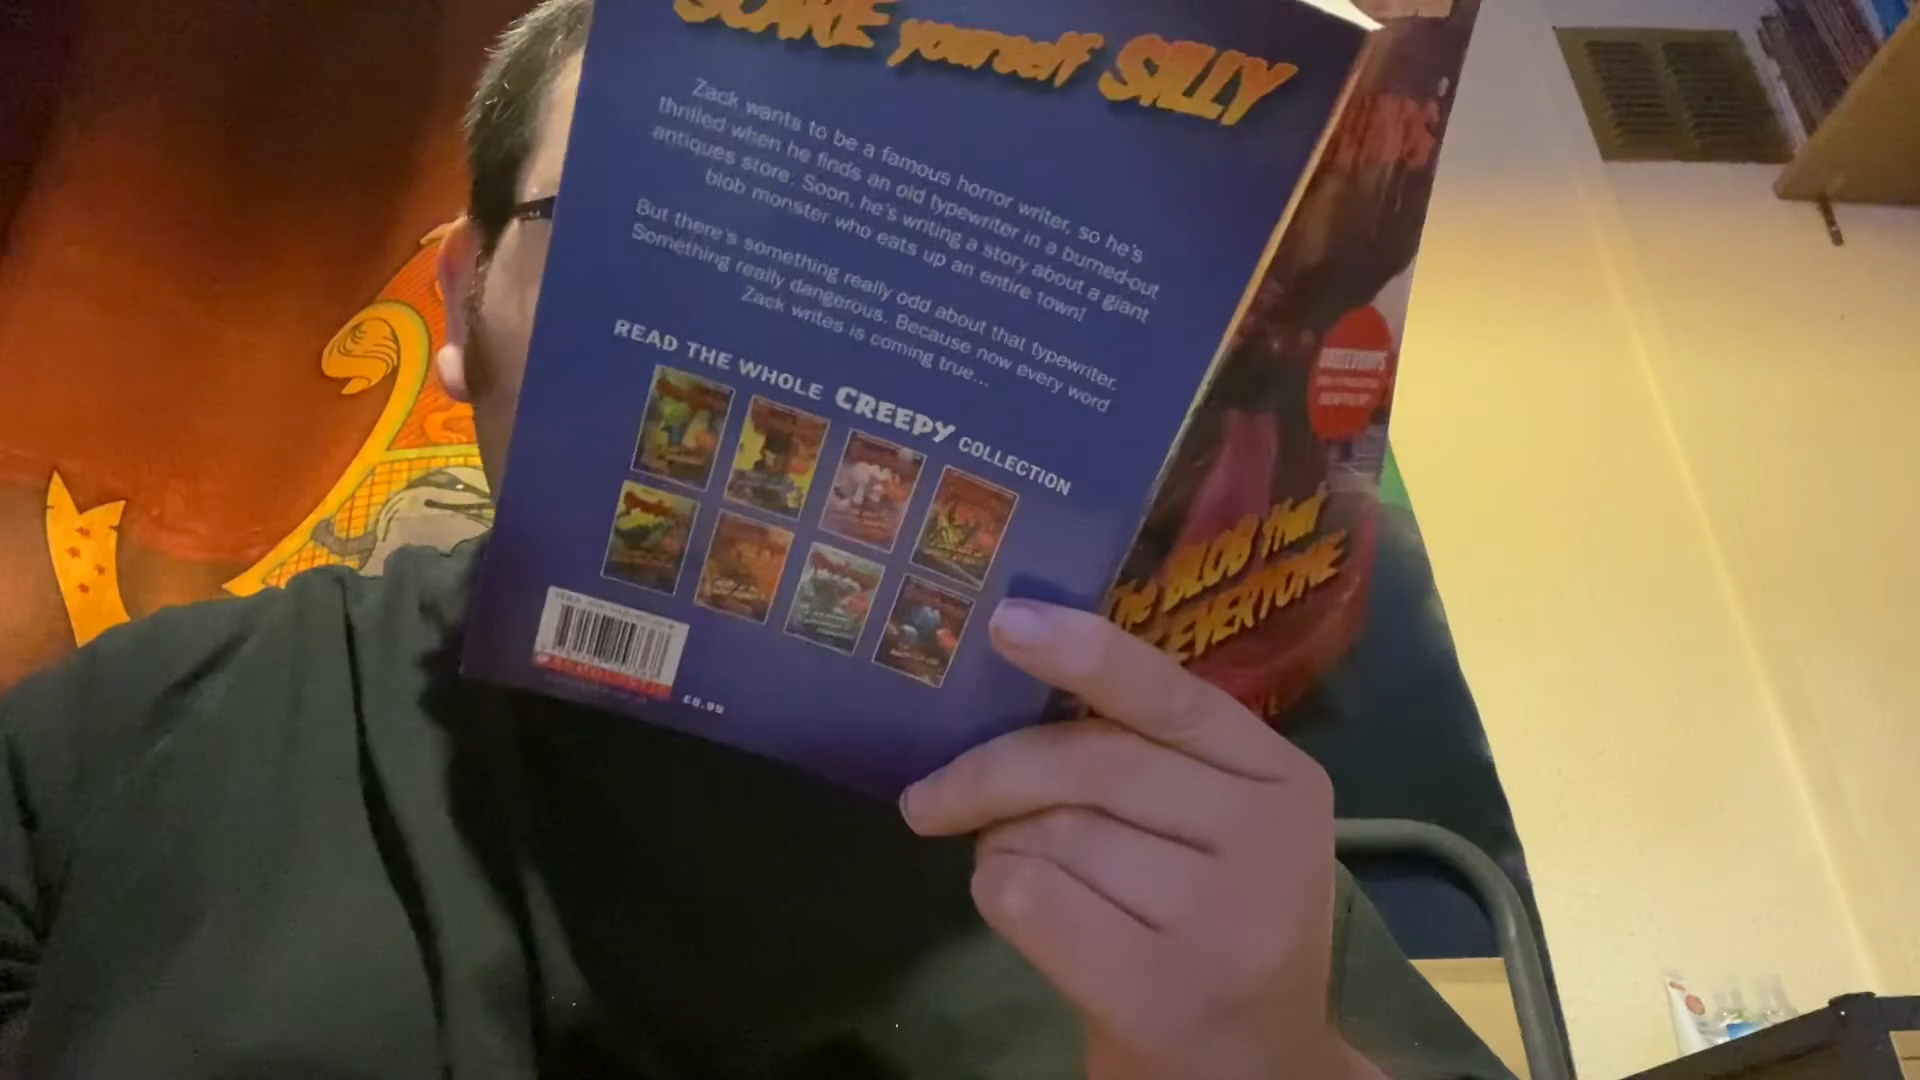 SCARE yourself SILLY
Zack wants to be a famous horror writer, so he's
thrilled when he finds an old typewriter in a burned-out
antiques store. Soon, he's writing a story about a giant
blob monster who eats up an entire town!
But there's something really odd about that typewriter.
Something really dangerous. Because now every word
Zack writes is coming true...
READ THE WHOLE CREEPY COLLECTION
SCHOLASTIC
The BLOB that
EVERYONE